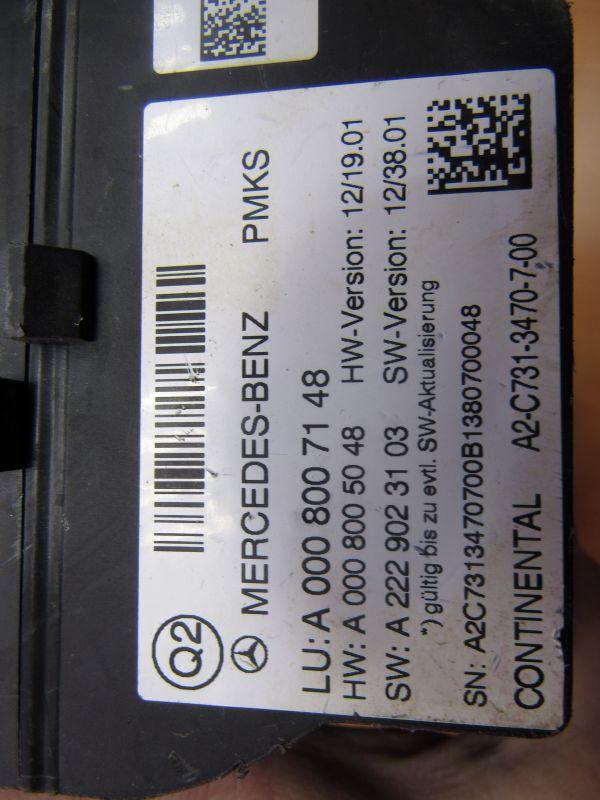 Q2
MERCEDES-BENZ PMKS
LU: A 000 800 71 48
HW: A 000 800 50 48 HW-Version: 12/19.01
SW: A 222 902 31 03 SW-Version: 12/38.01
*) gültig bis zu evtl. SW-Aktualisierung
SN: A2C7313470700B1380700048
CONTINENTAL A2-C731-3470-7-00